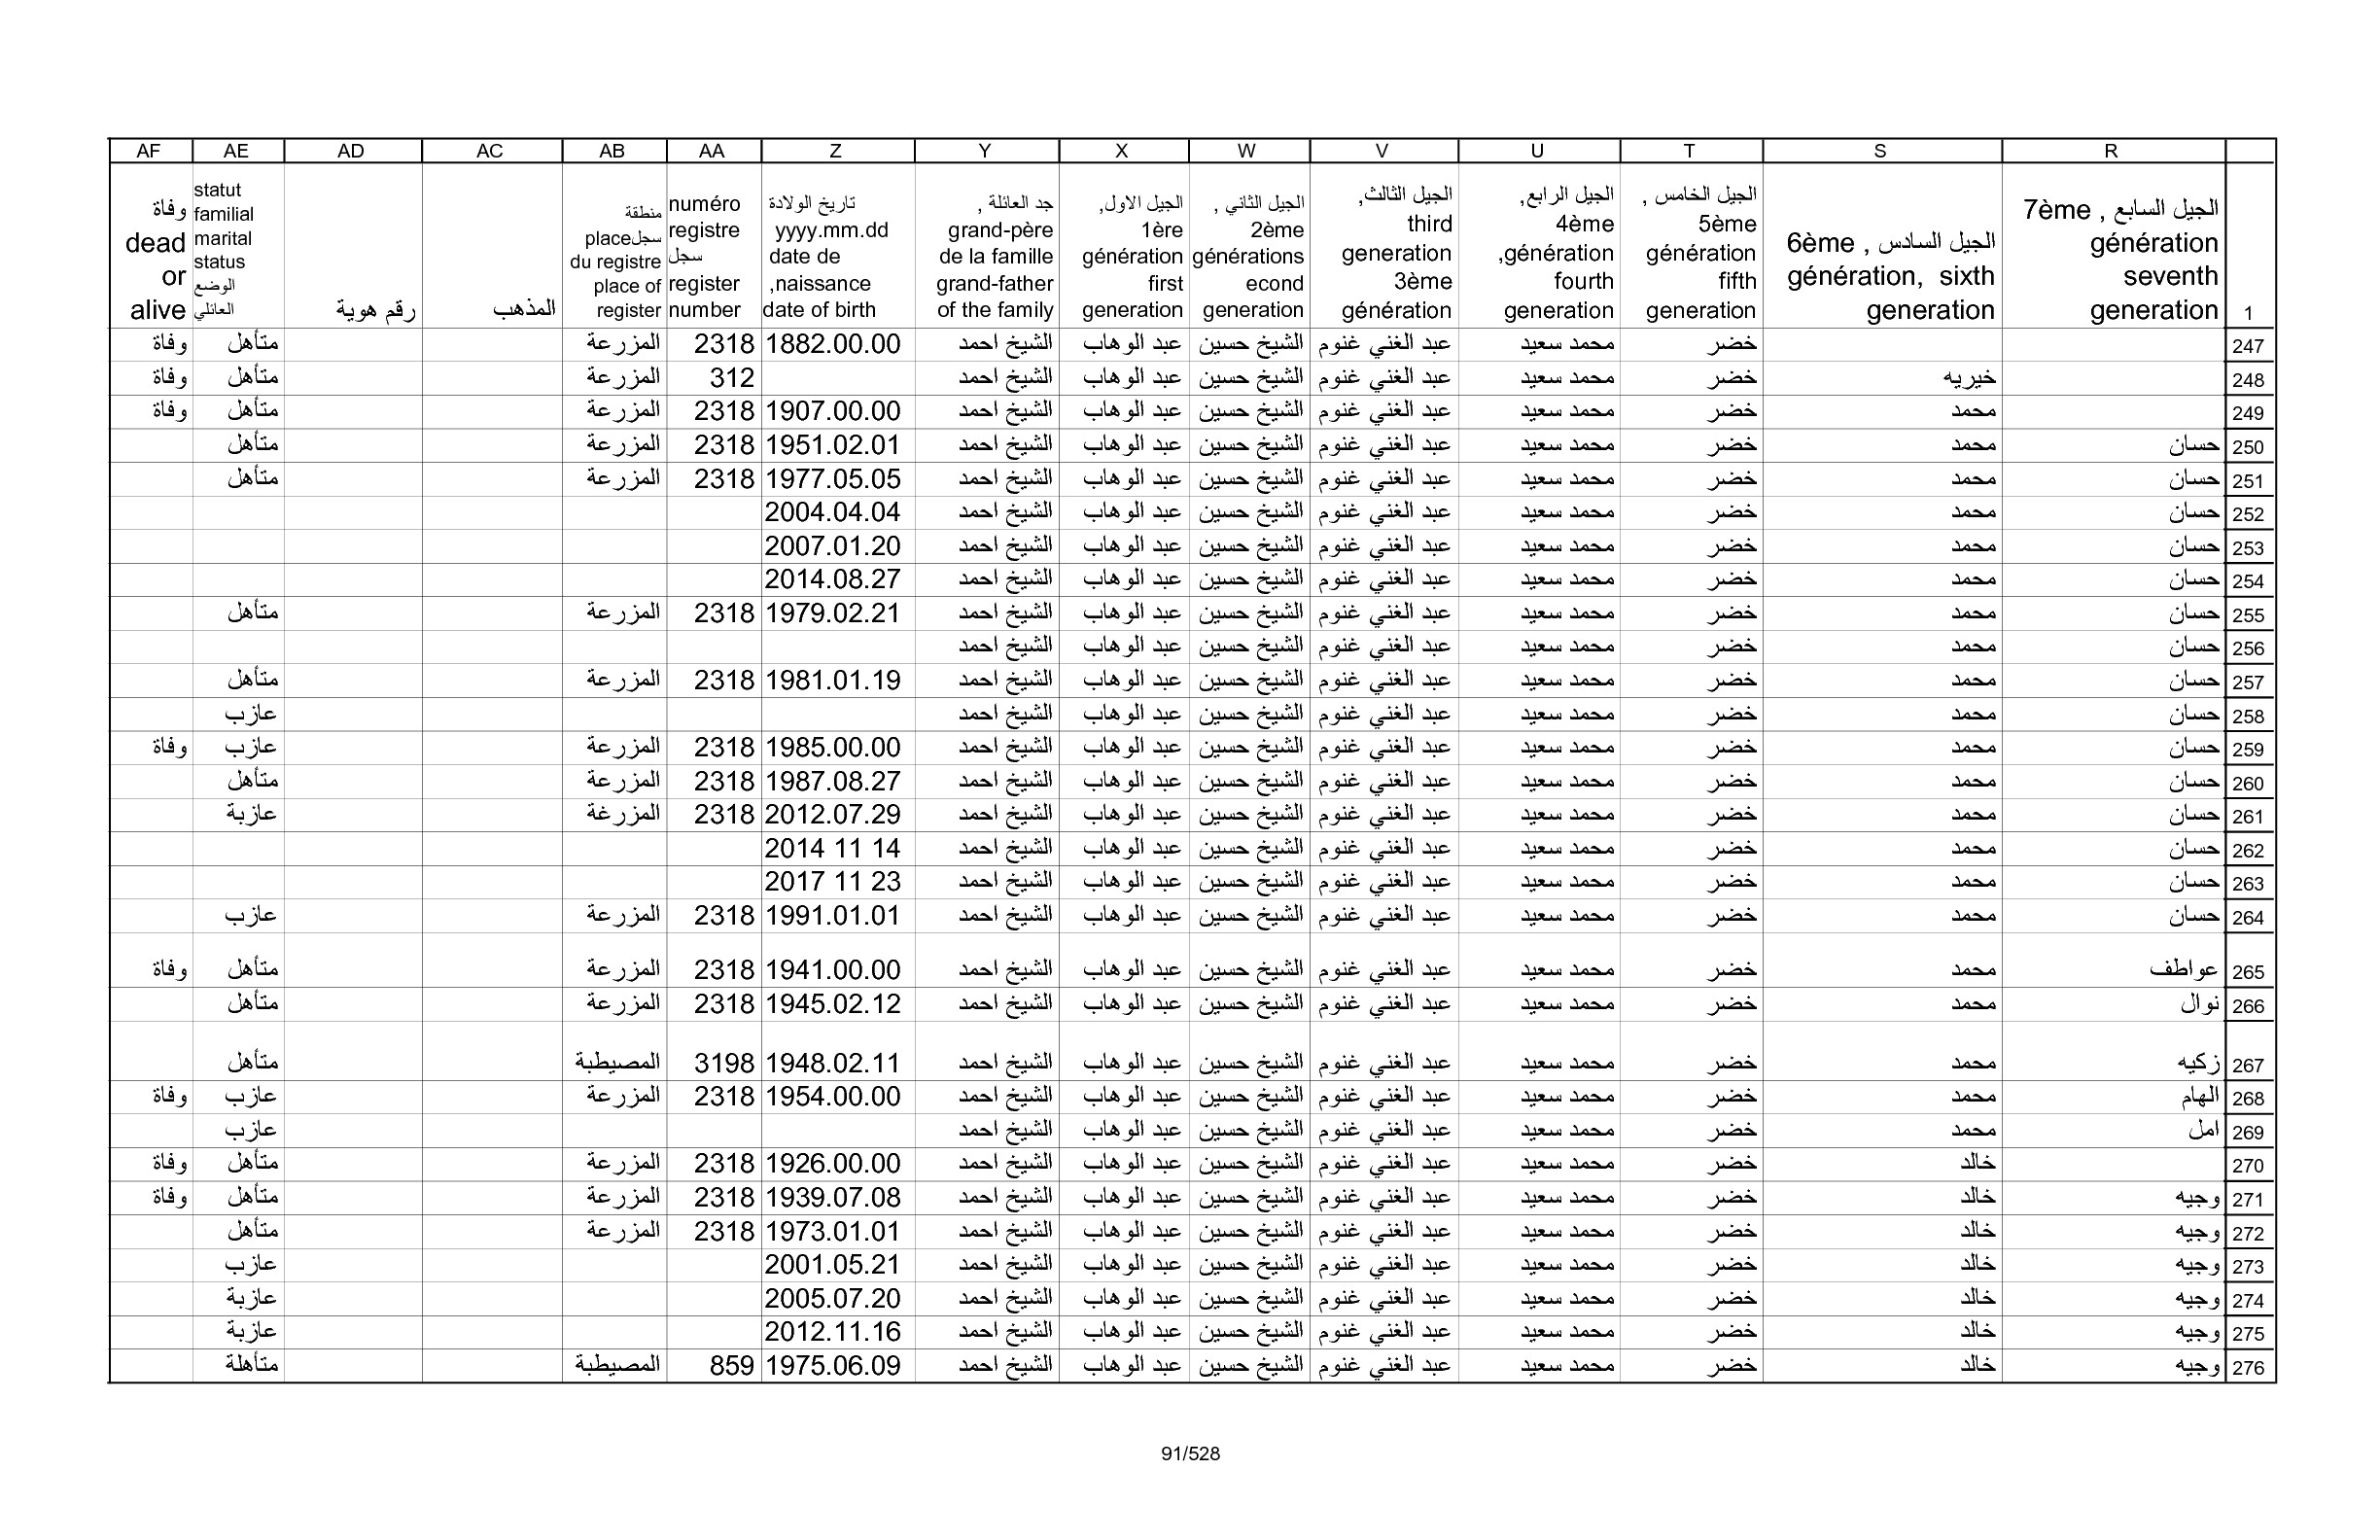 AF AE AD AC AB AA Z Y X W V U T S R
وفاة dead or alive | statut familial marital status الوضع العائلي | رقم هوية | المذهب | منطقة سجل place du registre place of register | numéro registre سجل register number | تاريخ الولادة yyyy.mm.dd date de naissance, date of birth | جد العائلة , grand-père de la famille grand-father of the family | الجيل الاول, 1ère génération first generation | الجيل الثاني , 2ème générations econd generation | الجيل الثالث, third generation 3ème génération | الجيل الرابع, 4ème génération, fourth generation | الجيل الخامس , 5ème génération fifth generation | الجيل السادس , 6ème génération, sixth generation | الجيل السابع , 7ème génération seventh generation | 1
وفاة متأهل المزرعة 2318 1882.00.00 الشيخ احمد عبد الوهاب الشيخ حسين عبد الغني غنوم محمد سعيد خضر 247
وفاة متأهل المزرعة 312 الشيخ احمد عبد الوهاب الشيخ حسين عبد الغني غنوم محمد سعيد خضر خيريه 248
وفاة متأهل المزرعة 2318 1907.00.00 الشيخ احمد عبد الوهاب الشيخ حسين عبد الغني غنوم محمد سعيد خضر محمد 249
متأهل المزرعة 2318 1951.02.01 الشيخ احمد عبد الوهاب الشيخ حسين عبد الغني غنوم محمد سعيد خضر محمد حسان 250
متأهل المزرعة 2318 1977.05.05 الشيخ احمد عبد الوهاب الشيخ حسين عبد الغني غنوم محمد سعيد خضر محمد حسان 251
2004.04.04 الشيخ احمد عبد الوهاب الشيخ حسين عبد الغني غنوم محمد سعيد خضر محمد حسان 252
2007.01.20 الشيخ احمد عبد الوهاب الشيخ حسين عبد الغني غنوم محمد سعيد خضر محمد حسان 253
2014.08.27 الشيخ احمد عبد الوهاب الشيخ حسين عبد الغني غنوم محمد سعيد خضر محمد حسان 254
متأهل المزرعة 2318 1979.02.21 الشيخ احمد عبد الوهاب الشيخ حسين عبد الغني غنوم محمد سعيد خضر محمد حسان 255
الشيخ احمد عبد الوهاب الشيخ حسين عبد الغني غنوم محمد سعيد خضر محمد حسان 256
متأهل المزرعة 2318 1981.01.19 الشيخ احمد عبد الوهاب الشيخ حسين عبد الغني غنوم محمد سعيد خضر محمد حسان 257
عازب الشيخ احمد عبد الوهاب الشيخ حسين عبد الغني غنوم محمد سعيد خضر محمد حسان 258
وفاة عازب المزرعة 2318 1985.00.00 الشيخ احمد عبد الوهاب الشيخ حسين عبد الغني غنوم محمد سعيد خضر محمد حسان 259
متأهل المزرعة 2318 1987.08.27 الشيخ احمد عبد الوهاب الشيخ حسين عبد الغني غنوم محمد سعيد خضر محمد حسان 260
عازبة المزرغة 2318 2012.07.29 الشيخ احمد عبد الوهاب الشيخ حسين عبد الغني غنوم محمد سعيد خضر محمد حسان 261
2014 11 14 الشيخ احمد عبد الوهاب الشيخ حسين عبد الغني غنوم محمد سعيد خضر محمد حسان 262
2017 11 23 الشيخ احمد عبد الوهاب الشيخ حسين عبد الغني غنوم محمد سعيد خضر محمد حسان 263
عازب المزرعة 2318 1991.01.01 الشيخ احمد عبد الوهاب الشيخ حسين عبد الغني غنوم محمد سعيد خضر محمد حسان 264
وفاة متأهل المزرعة 2318 1941.00.00 الشيخ احمد عبد الوهاب الشيخ حسين عبد الغني غنوم محمد سعيد خضر محمد عواطف 265
متأهل المزرعة 2318 1945.02.12 الشيخ احمد عبد الوهاب الشيخ حسين عبد الغني غنوم محمد سعيد خضر محمد نوال 266
متأهل المصيطبة 3198 1948.02.11 الشيخ احمد عبد الوهاب الشيخ حسين عبد الغني غنوم محمد سعيد خضر محمد زكيه 267
وفاة عازب المزرعة 2318 1954.00.00 الشيخ احمد عبد الوهاب الشيخ حسين عبد الغني غنوم محمد سعيد خضر محمد الهام 268
عازب الشيخ احمد عبد الوهاب الشيخ حسين عبد الغني غنوم محمد سعيد خضر محمد امل 269
وفاة متأهل المزرعة 2318 1926.00.00 الشيخ احمد عبد الوهاب الشيخ حسين عبد الغني غنوم محمد سعيد خضر خالد 270
وفاة متأهل المزرعة 2318 1939.07.08 الشيخ احمد عبد الوهاب الشيخ حسين عبد الغني غنوم محمد سعيد خضر خالد وجيه 271
متأهل المزرعة 2318 1973.01.01 الشيخ احمد عبد الوهاب الشيخ حسين عبد الغني غنوم محمد سعيد خضر خالد وجيه 272
عازب 2001.05.21 الشيخ احمد عبد الوهاب الشيخ حسين عبد الغني غنوم محمد سعيد خضر خالد وجيه 273
عازبة 2005.07.20 الشيخ احمد عبد الوهاب الشيخ حسين عبد الغني غنوم محمد سعيد خضر خالد وجيه 274
عازبة 2012.11.16 الشيخ احمد عبد الوهاب الشيخ حسين عبد الغني غنوم محمد سعيد خضر خالد وجيه 275
متأهلة المصيطبة 859 1975.06.09 الشيخ احمد عبد الوهاب الشيخ حسين عبد الغني غنوم محمد سعيد خضر خالد وجيه 276
91/528